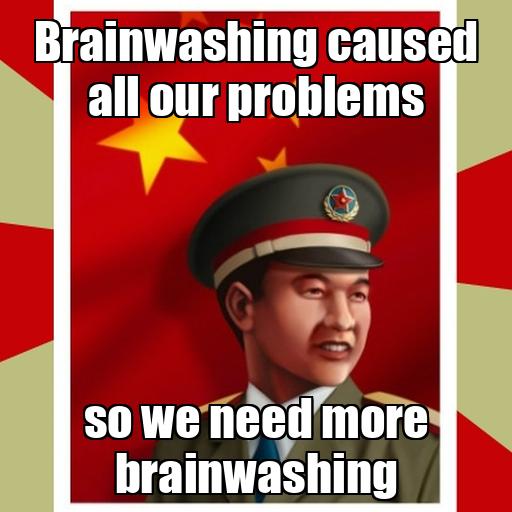 Brainwashing caused
all our problems
so we need more
brainwashing